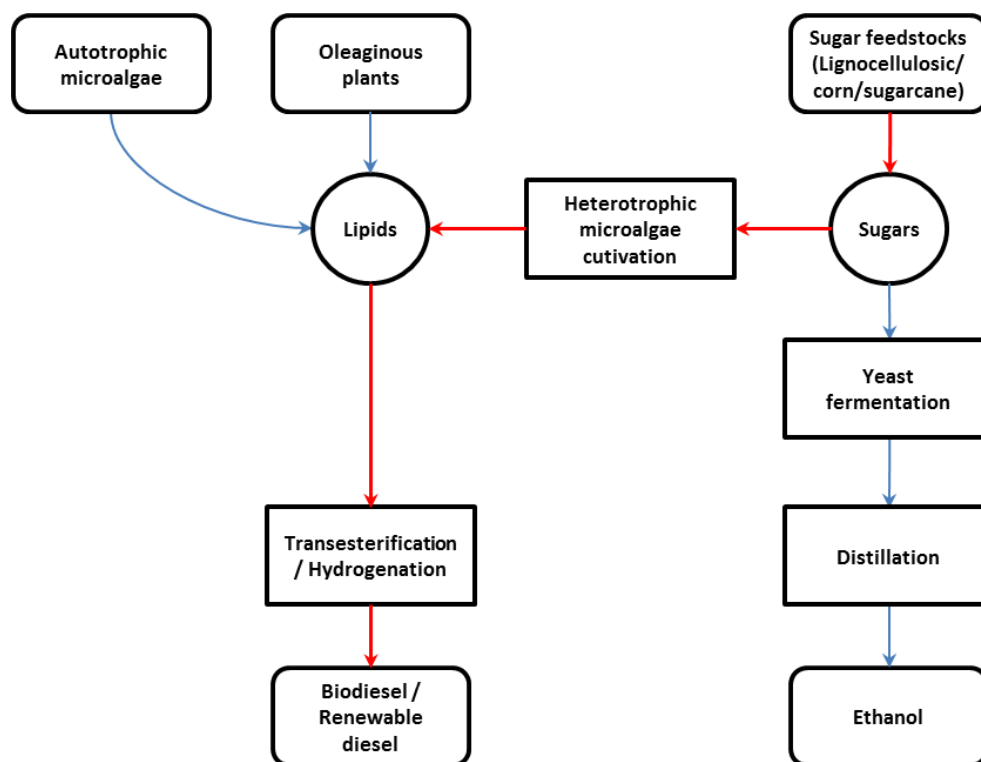 Autotrophic
microalgae
Oleaginous
plants
Sugar feedstocks
(Lignocellulosic/
corn/sugarcane)
Lipids
Heterotrophic
microalgae
cutivation
Sugars
Yeast
fermentation
Transesterification
/ Hydrogenation
Distillation
Biodiesel /
Renewable
diesel
Ethanol